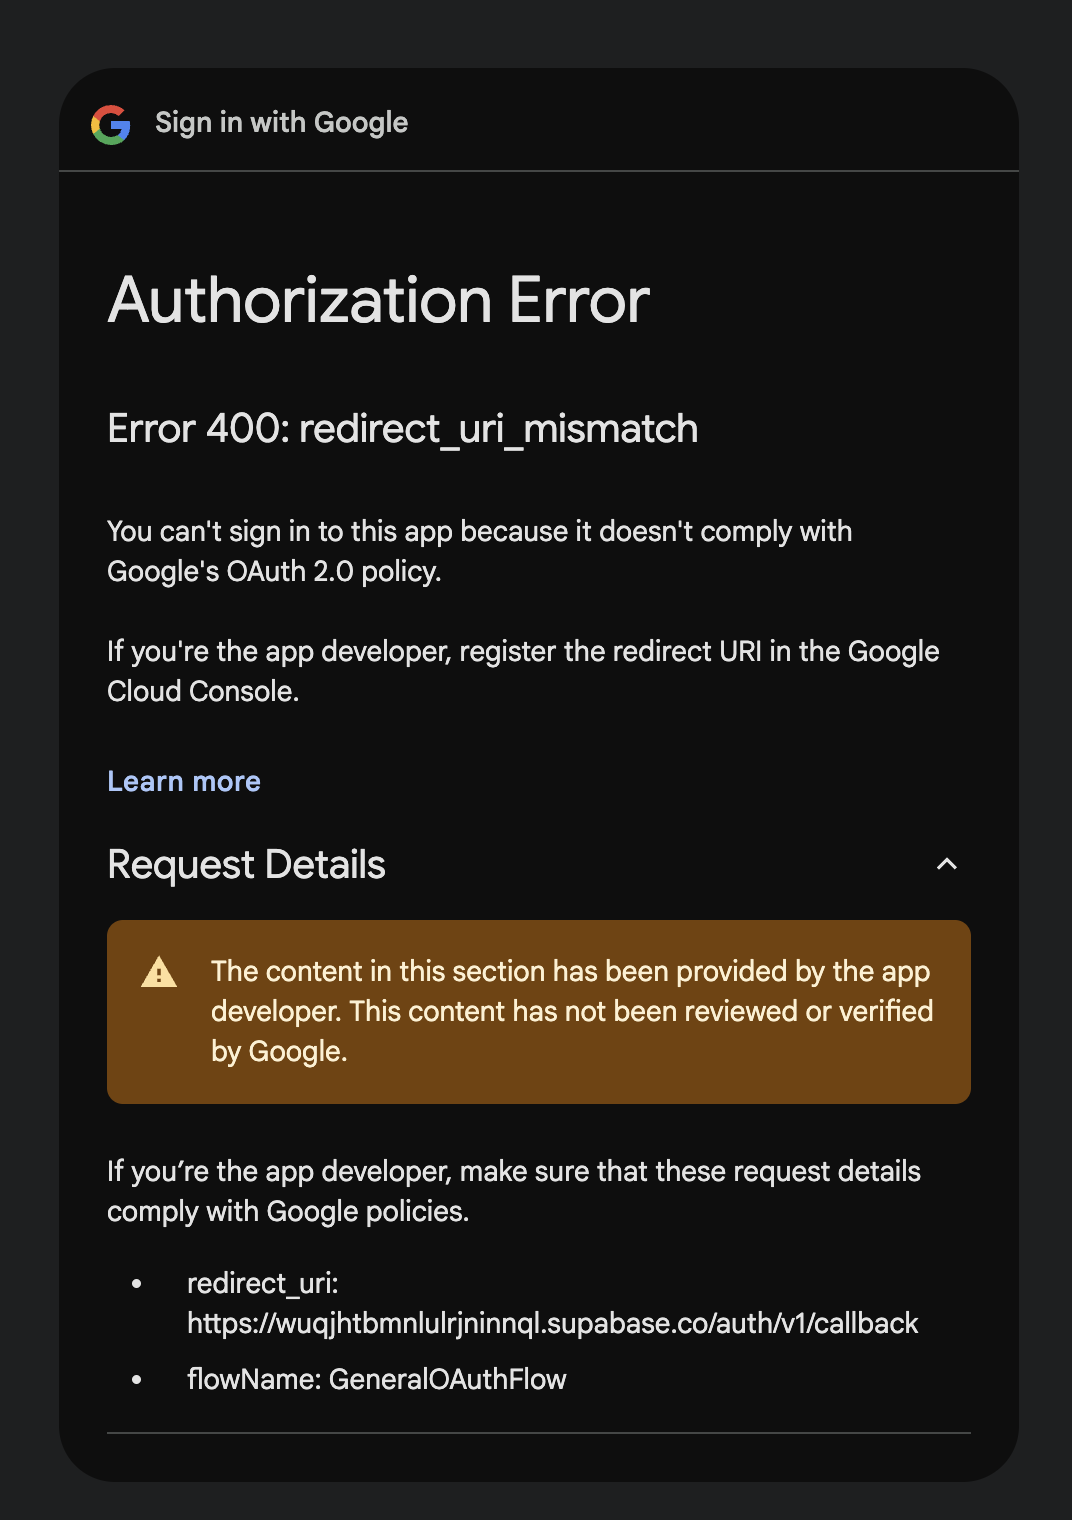 Sign in with Google
Authorization Error
Error 400: redirect_uri_mismatch
You can't sign in to this app because it doesn't comply with
Google's OAuth 2.0 policy.
If you're the app developer, register the redirect URI in the Google
Cloud Console.
Learn more
Request Details
The content in this section has been provided by the app
developer. This content has not been reviewed or verified
by Google.
If you’re the app developer, make sure that these request details
comply with Google policies.
• redirect_uri:
https://wuqjhtbmnlulrjninnql.supabase.co/auth/v1/callback
• flowName: GeneralOAuthFlow